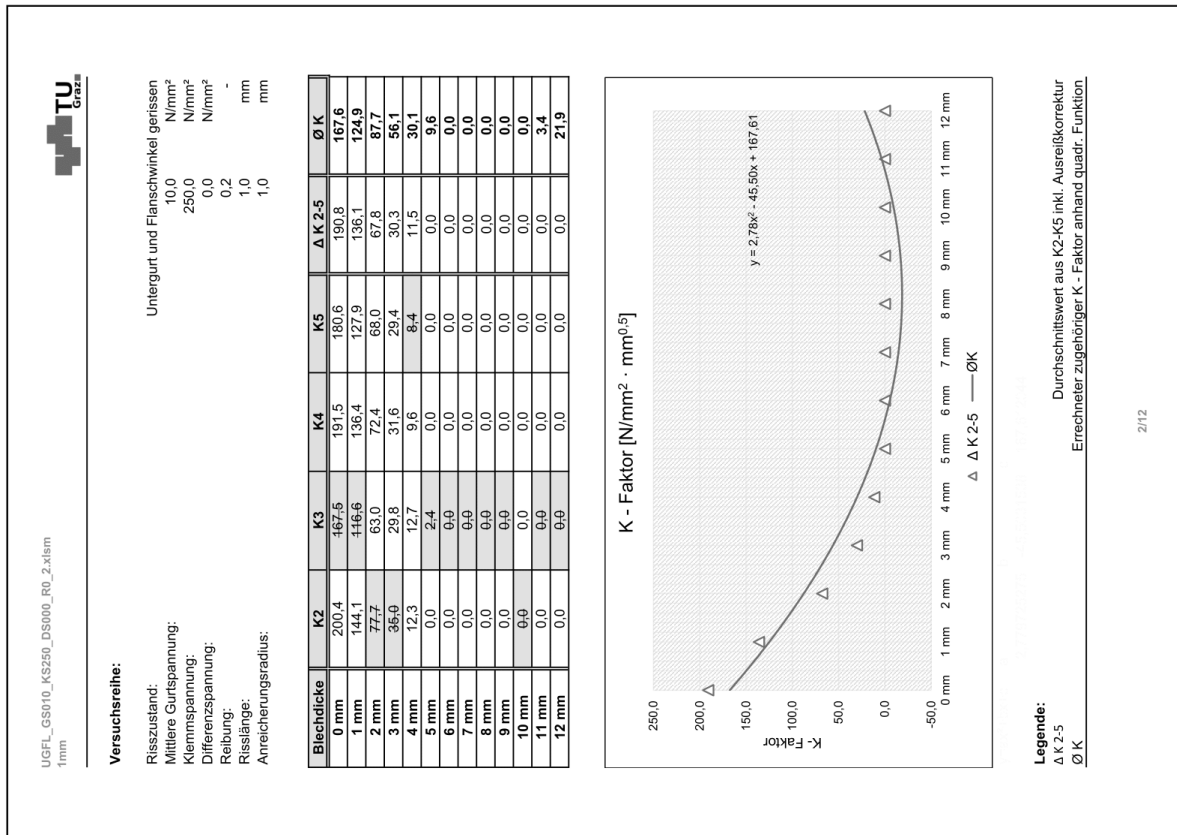 UGFL_GS010_KS250_DS000_R0_2.xlsm
1mm
TU
Graz
Versuchsreihe:
Risszustand: Untergurt und Flanschwinkel gerissen
Mittlere Gurtspannung: 10,0 N/mm²
Klemmspannung: 250,0 N/mm²
Differenzspannung: 0,0 N/mm²
Reibung: 0,2 -
Risslänge: 1,0 mm
Anreicherungsradius: 1,0 mm
Blechdicke K2 K3 K4 K5 Δ K 2-5 Ø K
0 mm 200,4 167,5 191,5 180,6 190,8 167,6
1 mm 144,1 116,6 136,4 127,9 136,1 124,9
2 mm 77,7 63,0 72,4 68,0 67,8 87,7
3 mm 35,0 29,8 31,6 29,4 30,3 56,1
4 mm 12,3 12,7 9,6 8,4 11,5 30,1
5 mm 0,0 2,4 0,0 0,0 0,0 9,6
6 mm 0,0 0,0 0,0 0,0 0,0 0,0
7 mm 0,0 0,0 0,0 0,0 0,0 0,0
8 mm 0,0 0,0 0,0 0,0 0,0 0,0
9 mm 0,0 0,0 0,0 0,0 0,0 0,0
10 mm 0,0 0,0 0,0 0,0 0,0 0,0
11 mm 0,0 0,0 0,0 0,0 0,0 3,4
12 mm 0,0 0,0 0,0 0,0 0,0 21,9
K - Faktor [N/mm² · mm^0,5]
y = 2,78x² - 45,50x + 167,61
K- Faktor
250,0
200,0
150,0
100,0
50,0
0,0
-50,0
0 mm 1 mm 2 mm 3 mm 4 mm 5 mm 6 mm 7 mm 8 mm 9 mm 10 mm 11 mm 12 mm
Δ K 2-5 ØK
Legende:
Δ K 2-5 Durchschnittswert aus K2-K5 inkl. Ausreißkorrektur
Ø K Errechneter zugehöriger K - Faktor anhand quadr. Funktion
2/12